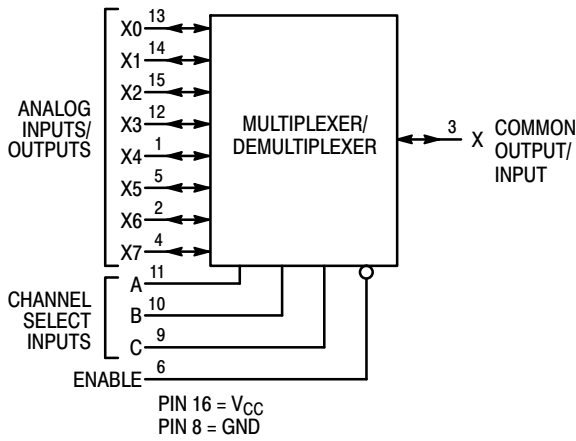 X0 13
X1 14
X2 15
X3 12
X4 1
X5 5
X6 2
X7 4
ANALOG
INPUTS/
OUTPUTS
MULTIPLEXER/
DEMULTIPLEXER
3 X
COMMON
OUTPUT/
INPUT
A 11
B 10
C 9
CHANNEL
SELECT
INPUTS
ENABLE 6
PIN 16 = VCC
PIN 8 = GND